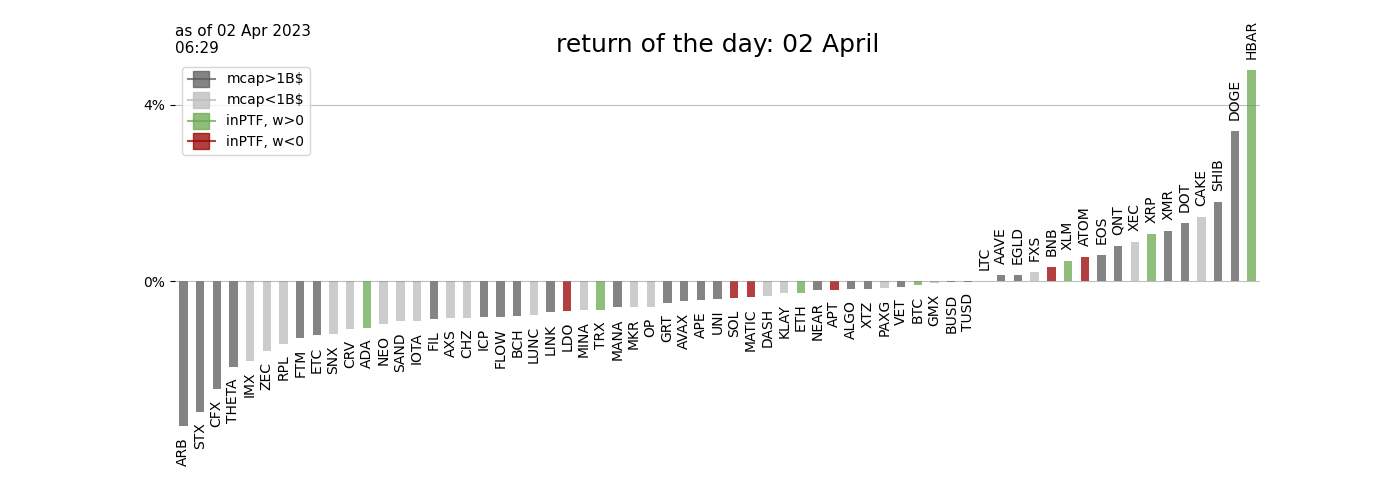 as of 02 Apr 2023
06:29
return of the day: 02 April
mcap>1B$
mcap<1B$
inPTF, w>0
inPTF, w<0
4%
0%
ARB
STX
CFX
THETA
IMX
ZEC
RPL
FTM
ETC
SNX
CRV
ADA
NEO
SAND
IOTA
FIL
AXS
CHZ
ICP
FLOW
BCH
LUNC
LINK
LDO
MINA
TRX
MANA
MKR
OP
GRT
AVAX
APE
UNI
SOL
MATIC
DASH
KLAY
ETH
NEAR
APT
ALGO
XTZ
PAXG
VET
BTC
GMX
BUSD
TUSD
LTC
AAVE
EGLD
FXS
BNB
XLM
ATOM
EOS
QNT
XEC
XRP
XMR
DOT
CAKE
SHIB
DOGE
HBAR